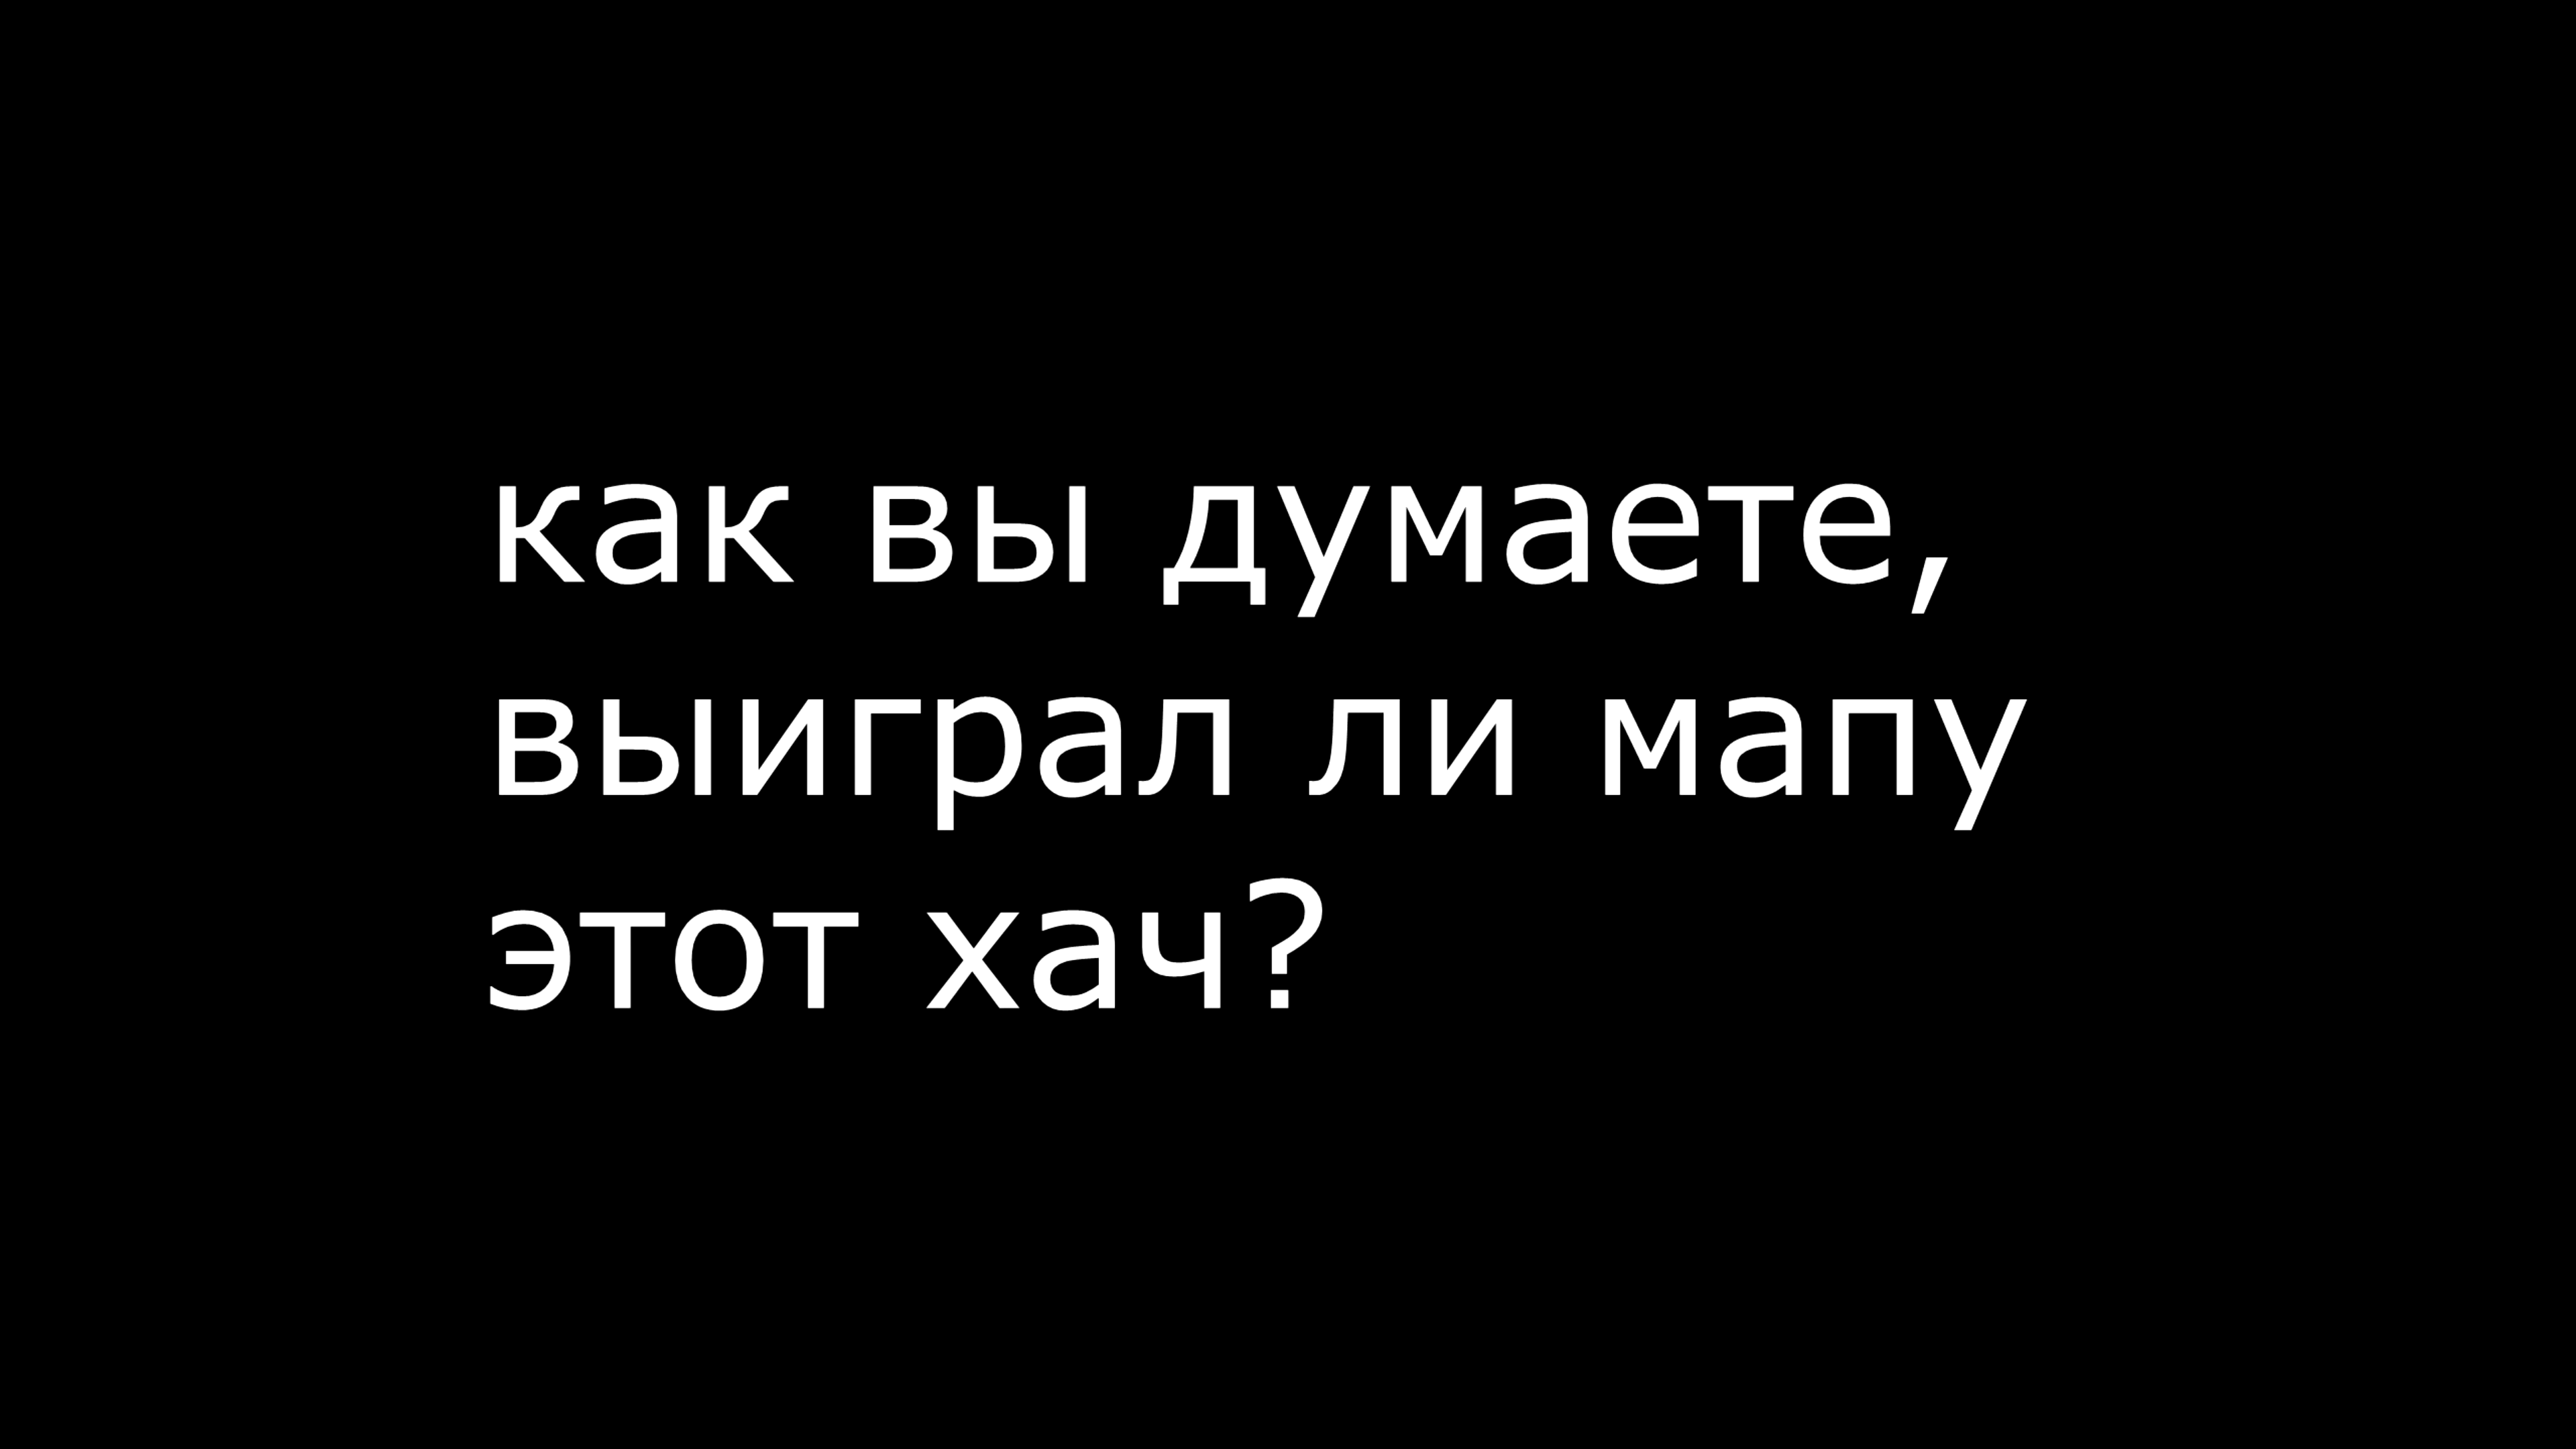 как вы думаете,
выиграл ли мапу
этот хач?